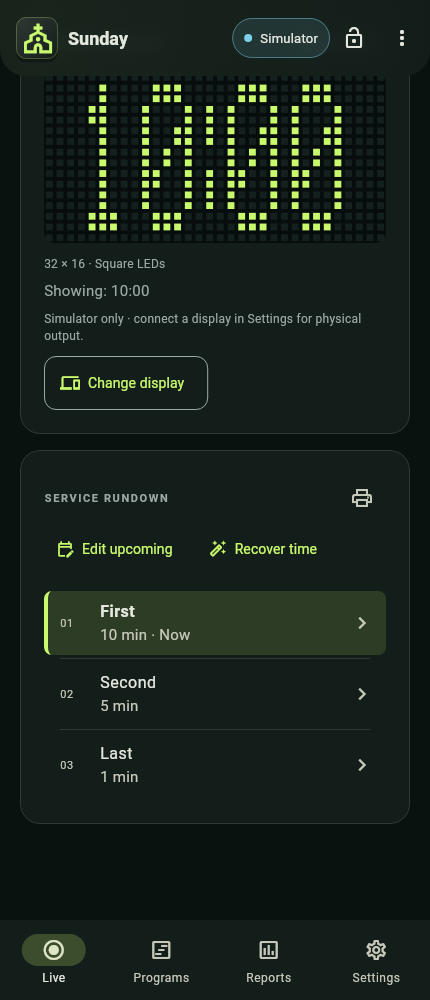 Sunday
Simulator
10:00
32 × 16 · Square LEDs
Showing: 10:00
Simulator only · connect a display in Settings for physical
output.
Change display
SERVICE RUNDOWN
Edit upcoming
Recover time
01
First
10 min · Now
02
Second
5 min
03
Last
1 min
Live
Programs
Reports
Settings